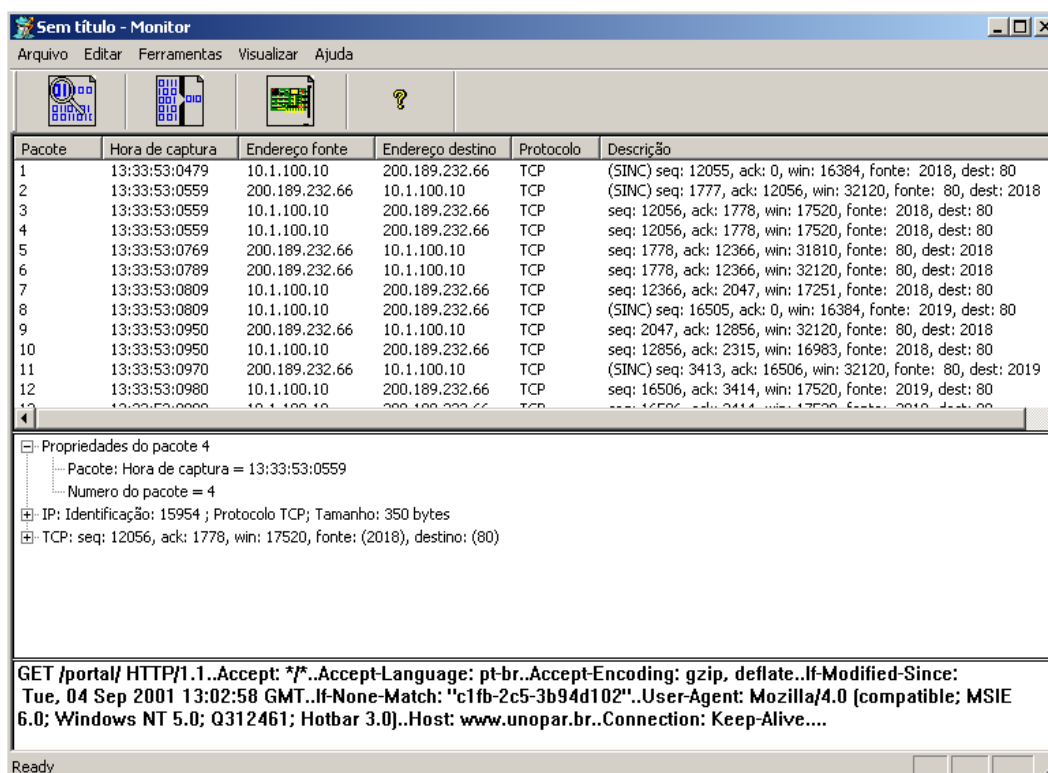 Sem título - Monitor
Arquivo Editar Ferramentas Visualizar Ajuda
Pacote Hora de captura Endereço fonte Endereço destino Protocolo Descrição
1 13:33:53:0479 10.1.100.10 200.189.232.66 TCP (SINC) seq: 12055, ack: 0, win: 16384, fonte: 2018, dest: 80
2 13:33:53:0559 200.189.232.66 10.1.100.10 TCP (SINC) seq: 1777, ack: 12056, win: 32120, fonte: 80, dest: 2018
3 13:33:53:0559 10.1.100.10 200.189.232.66 TCP seq: 12056, ack: 1778, win: 17520, fonte: 2018, dest: 80
4 13:33:53:0559 10.1.100.10 200.189.232.66 TCP seq: 12056, ack: 1778, win: 17520, fonte: 2018, dest: 80
5 13:33:53:0769 200.189.232.66 10.1.100.10 TCP seq: 1778, ack: 12366, win: 31810, fonte: 80, dest: 2018
6 13:33:53:0789 200.189.232.66 10.1.100.10 TCP seq: 1778, ack: 12366, win: 32120, fonte: 80, dest: 2018
7 13:33:53:0809 10.1.100.10 200.189.232.66 TCP seq: 12366, ack: 2047, win: 17251, fonte: 2018, dest: 80
8 13:33:53:0809 10.1.100.10 200.189.232.66 TCP (SINC) seq: 16505, ack: 0, win: 16384, fonte: 2019, dest: 80
9 13:33:53:0950 200.189.232.66 10.1.100.10 TCP seq: 2047, ack: 12856, win: 32120, fonte: 80, dest: 2018
10 13:33:53:0950 10.1.100.10 200.189.232.66 TCP seq: 12856, ack: 2315, win: 16983, fonte: 2018, dest: 80
11 13:33:53:0970 200.189.232.66 10.1.100.10 TCP (SINC) seq: 3413, ack: 16506, win: 32120, fonte: 80, dest: 2019
12 13:33:53:0980 10.1.100.10 200.189.232.66 TCP seq: 16506, ack: 3414, win: 17520, fonte: 2019, dest: 80
Propriedades do pacote 4
Pacote: Hora de captura = 13:33:53:0559
Numero do pacote = 4
IP: Identificação: 15954 ; Protocolo TCP; Tamanho: 350 bytes
TCP: seq: 12056, ack: 1778, win: 17520, fonte: (2018), destino: (80)
GET /portal/ HTTP/1.1..Accept: */*..Accept-Language: pt-br..Accept-Encoding: gzip, deflate..If-Modified-Since:
Tue, 04 Sep 2001 13:02:58 GMT..If-None-Match: "c1fb-2c5-3b94d102"..User-Agent: Mozilla/4.0 (compatible; MSIE
6.0; Windows NT 5.0; Q312461; Hotbar 3.0)..Host: www.unopar.br..Connection: Keep-Alive....
Ready